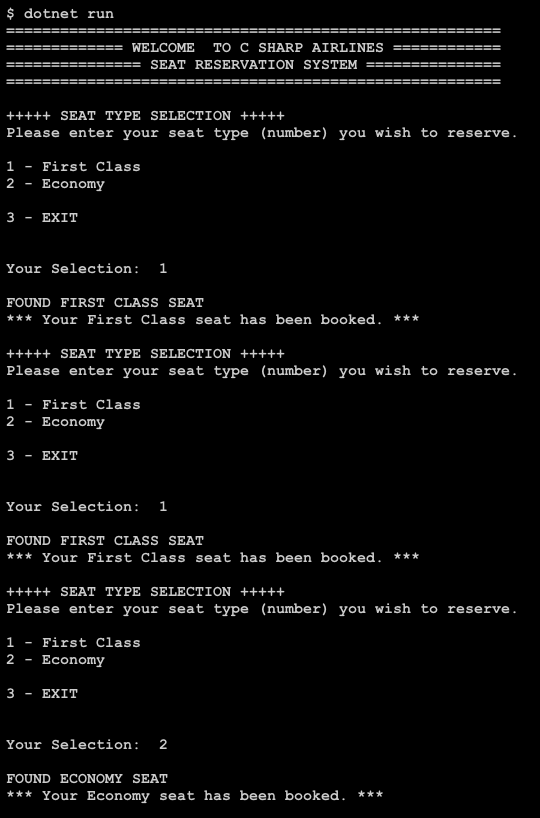 $ dotnet run
=======================================================
============= WELCOME  TO C SHARP AIRLINES ============
=============== SEAT RESERVATION SYSTEM ===============
=======================================================
+++++ SEAT TYPE SELECTION +++++
Please enter your seat type (number) you wish to reserve.
1 - First Class
2 - Economy
3 - EXIT
Your Selection:  1
FOUND FIRST CLASS SEAT
*** Your First Class seat has been booked. ***
+++++ SEAT TYPE SELECTION +++++
Please enter your seat type (number) you wish to reserve.
1 - First Class
2 - Economy
3 - EXIT
Your Selection:  1
FOUND FIRST CLASS SEAT
*** Your First Class seat has been booked. ***
+++++ SEAT TYPE SELECTION +++++
Please enter your seat type (number) you wish to reserve.
1 - First Class
2 - Economy
3 - EXIT
Your Selection:  2
FOUND ECONOMY SEAT
*** Your Economy seat has been booked. ***